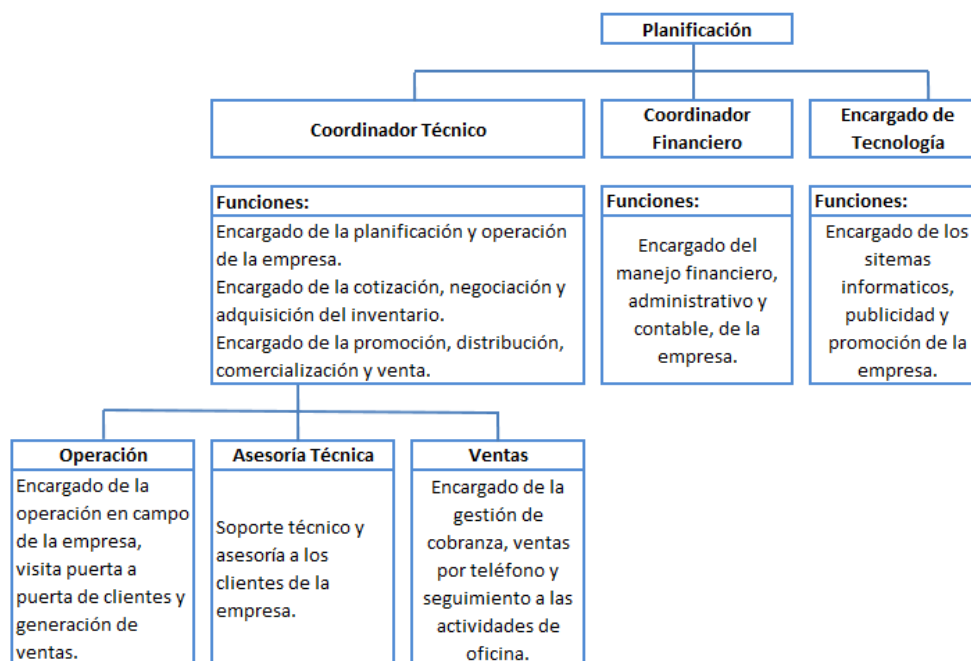 Planificación
Coordinador Técnico
Coordinador
Financiero
Encargado de
Tecnología
Funciones:
Encargado de la planificación y operación
de la empresa.
Encargado de la cotización, negociación y
adquisición del inventario.
Encargado de la promoción, distribución,
comercialización y venta.
Funciones:
Encargado del
manejo financiero,
administrativo y
contable, de la
empresa.
Funciones:
Encargado de los
sitemas
informaticos,
publicidad y
promoción de la
empresa.
Operación
Encargado de la
operación en campo
de la empresa,
visita puerta a
puerta de clientes y
generación de
ventas.
Asesoría Técnica
Soporte técnico y
asesoría a los
clientes de la
empresa.
Ventas
Encargado de la
gestión de
cobranza, ventas
por teléfono y
seguimiento a las
actividades de
oficina.